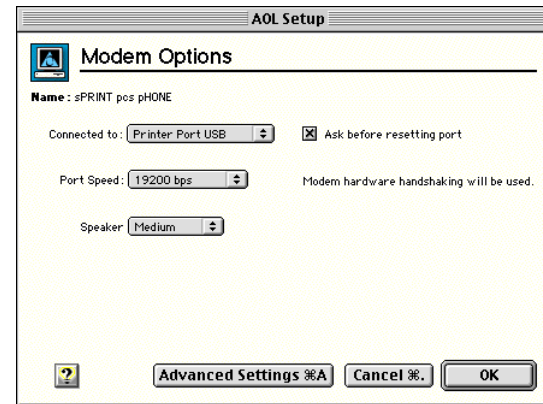 AOL Setup
Modem Options
Name: sPRINT pcs pHONE
Connected to: Printer Port USB
Ask before resetting port
Port Speed: 19200 bps
Modem hardware handshaking will be used.
Speaker Medium
?
Advanced Settings ⌘A
Cancel ⌘.
OK